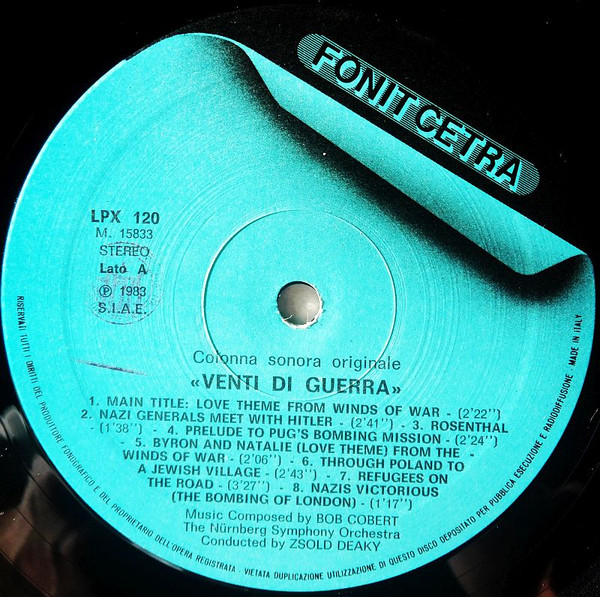 FONIT CETRA
LPX 120
M. 15833
STEREO
Lato A
Ⓟ 1983
S.I.A.E.
Colonna sonora originale
«VENTI DI GUERRA»
1. MAIN TITLE: LOVE THEME FROM WINDS OF WAR - (2'22'')
2. NAZI GENERALS MEET WITH HITLER - (2'41'') - 3. ROSENTHAL
- (1'38'') - 4. PRELUDE TO PUG'S BOMBING MISSION - (2'24'')
- 5. BYRON AND NATALIE (LOVE THEME) FROM THE -
WINDS OF WAR - (2'06'') - 6. THROUGH POLAND TO
A JEWISH VILLAGE - (2'43'') - 7. REFUGEES ON
THE ROAD - (3'27'') - 8. NAZIS VICTORIOUS
(THE BOMBING OF LONDON) - (1'17'')
Music Composed by BOB COBERT
The Nürnberg Symphony Orchestra
Conducted by ZSOLD DEAKY
RISERVATI TUTTI I DIRITTI DEL PRODUTTORE FONOGRAFICO E DEL PROPRIETARIO DELL'OPERA REGISTRATA - VIETATA DUPLICAZIONE UTILIZZAZIONE DI QUESTO DISCO DEPOSITATO PER PUBBLICA ESECUZIONE E RADIODIFFUSIONE - MADE IN ITALY